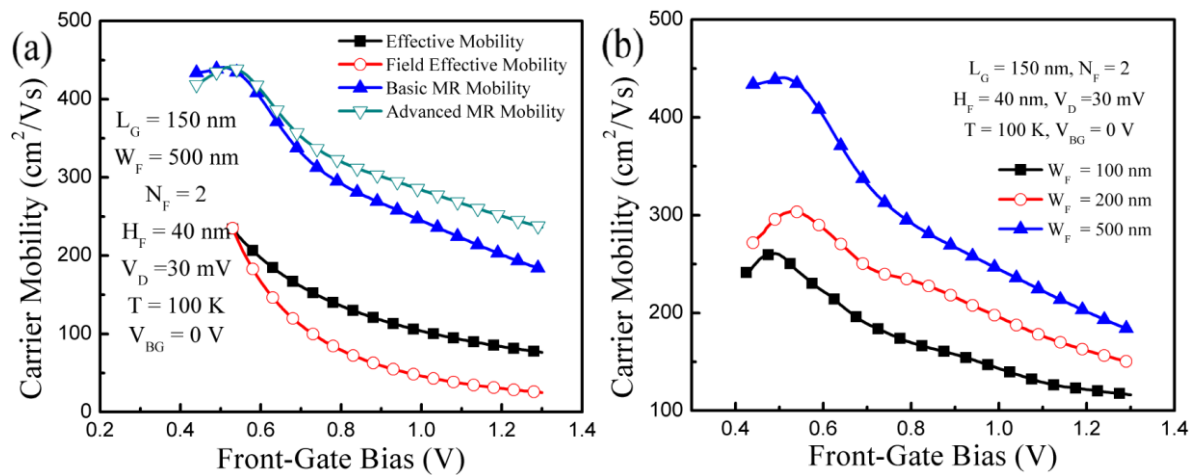 (a)
Effective Mobility
Field Effective Mobility
Basic MR Mobility
Advanced MR Mobility
L_G = 150 nm
W_F = 500 nm
N_F = 2
H_F = 40 nm
V_D =30 mV
T = 100 K
V_BG = 0 V
Carrier Mobility (cm²/Vs)
500
400
300
200
100
0
0.2 0.4 0.6 0.8 1.0 1.2 1.4
Front-Gate Bias (V)
(b)
L_G = 150 nm, N_F = 2
H_F = 40 nm, V_D =30 mV
T = 100 K, V_BG =0 V
W_F = 100 nm
W_F = 200 nm
W_F = 500 nm
Carrier Mobility (cm²/Vs)
500
400
300
200
100
0.4 0.6 0.8 1.0 1.2 1.4
Front-Gate Bias (V)